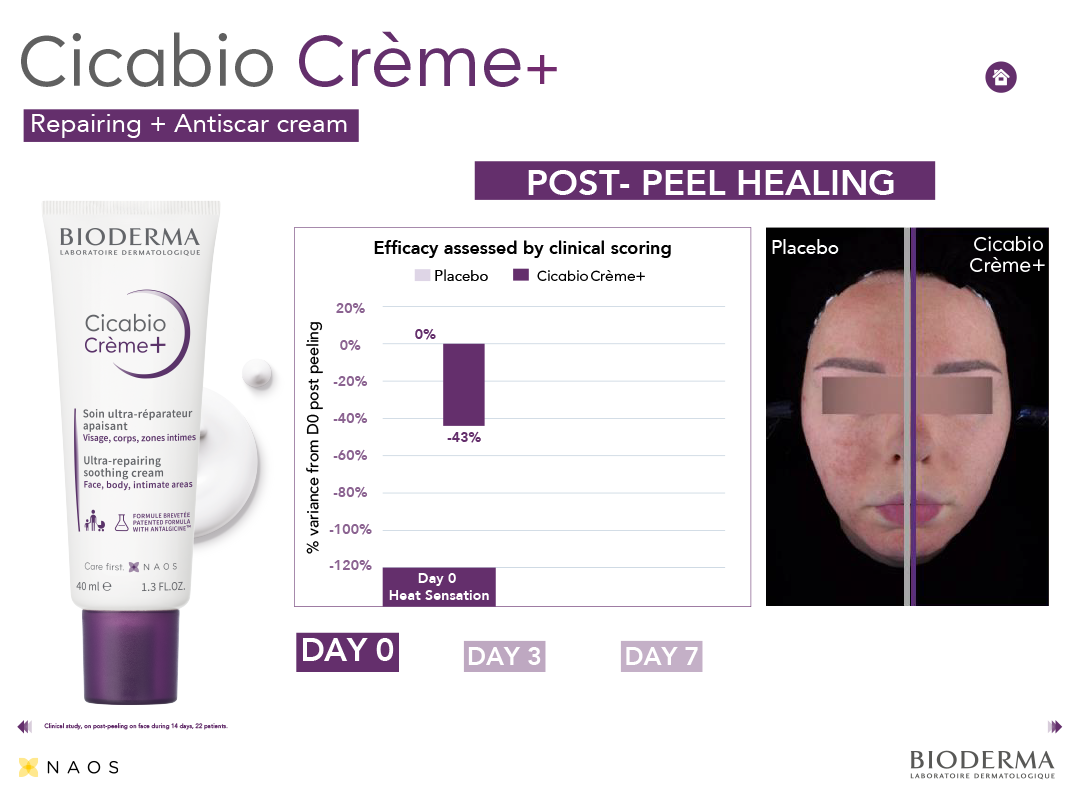 Cicabio Crème+
Repairing + Antiscar cream
POST- PEEL HEALING
BIODERMA
LABORATOIRE DERMATOLOGIQUE
Cicabio
Crème+
Soin ultra-réparateur
apaisant
Visage, corps, zones intimes
Ultra-repairing
soothing cream
Face, body, intimate areas
FORMULE BREVETÉE
PATENTED FORMULA
WITH ANTALGICINE™
Care first. NAOS
40 ml ℮ 1.3 FL.OZ.
Efficacy assessed by clinical scoring
Placebo Cicabio Crème+
% variance from D0 post peeling
20%
0%
-20%
-40%
-60%
-80%
-100%
-120%
0%
-43%
Day 0
Heat Sensation
Placebo
Cicabio
Crème+
DAY 0 DAY 3 DAY 7
Clinical study, on post-peeling on face during 14 days, 22 patients.
NAOS
BIODERMA
LABORATOIRE DERMATOLOGIQUE